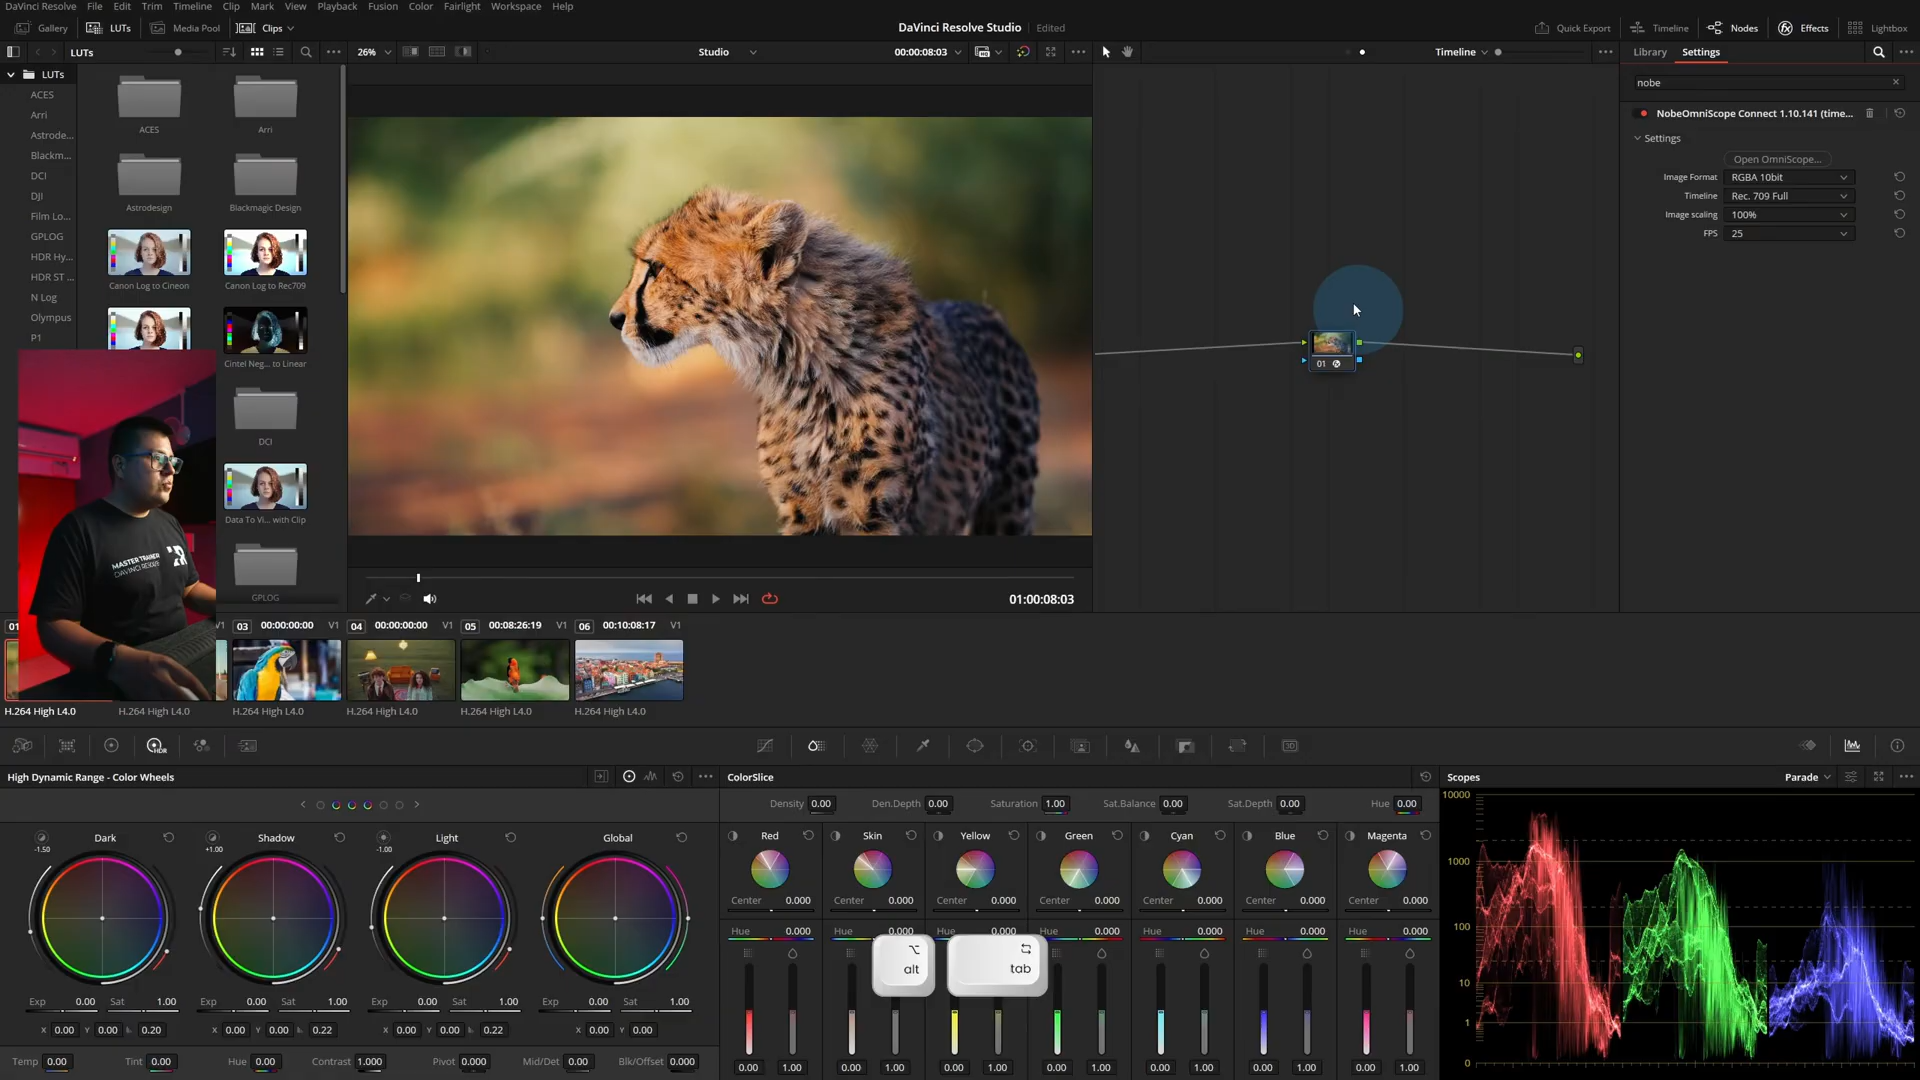 DaVinci Resolve File Edit Trim Timeline Clip Mark View Playback Fusion Color Fairlight Workspace Help
Gallery LUTs Media Pool Clips DaVinci Resolve Studio Edited Quick Export Timeline Nodes Effects Lightbox
LUTs 26% Studio 00:00:08:03 Timeline Library Settings
nobe
LUTs
ACES
Arri
Astrode...
Blackm...
DCI
DJI
Film Lo...
GPLOG
HDR Hy...
HDR ST ...
N Log
Olympus
P1
ACES Arri
Astrodesign Blackmagic Design
Canon Log to Cineon Canon Log to Rec709
Cintel Neg... to Linear
DCI
Data To Vi... with Clip
GPLOG
NobeOmniScope Connect 1.10.141 (time...
Settings
Open OmniScope...
Image Format RGBA 10bit
Timeline Rec. 709 Full
Image scaling 100%
FPS 25
01
MASTER TRAINER
DAVINCI RESOLVE
01:00:08:03
01 V1 03 00:00:00:00 V1 04 00:00:00:00 V1 05 00:08:26:19 V1 06 00:10:08:17 V1
H.264 High L4.0 H.264 High L4.0 H.264 High L4.0 H.264 High L4.0 H.264 High L4.0 H.264 High L4.0
HDR 3D
High Dynamic Range - Color Wheels ColorSlice Scopes Parade
Density 0.00 Den.Depth 0.00 Saturation 1.00 Sat.Balance 0.00 Sat.Depth 0.00 Hue 0.00
Dark Shadow Light Global
-1.50 +1.00 -1.00
Red Skin Yellow Green Cyan Blue Magenta
Center 0.000 Center 0.000 Center 0.000 Center 0.000 Center 0.000 Center 0.000 Center 0.000
Hue 0.000 Hue 0.000 Hue 0.000 Hue 0.000 Hue 0.000 Hue 0.000 Hue 0.000
alt tab
Exp 0.00 Sat 1.00 Exp 0.00 Sat 1.00 Exp 0.00 Sat 1.00 Exp 0.00 Sat 1.00
X 0.00 Y 0.00 0.20 X 0.00 Y 0.00 0.22 X 0.00 Y 0.00 0.22 X 0.00 Y 0.00
Temp 0.00 Tint 0.00 Hue 0.00 Contrast 1.000 Pivot 0.000 Mid/Det 0.00 Blk/Offset 0.000
0.00 1.00 0.00 1.00 0.00 1.00 0.00 1.00 0.00 1.00 0.00 1.00 0.00 1.00
10000
1000
100
10
1
0